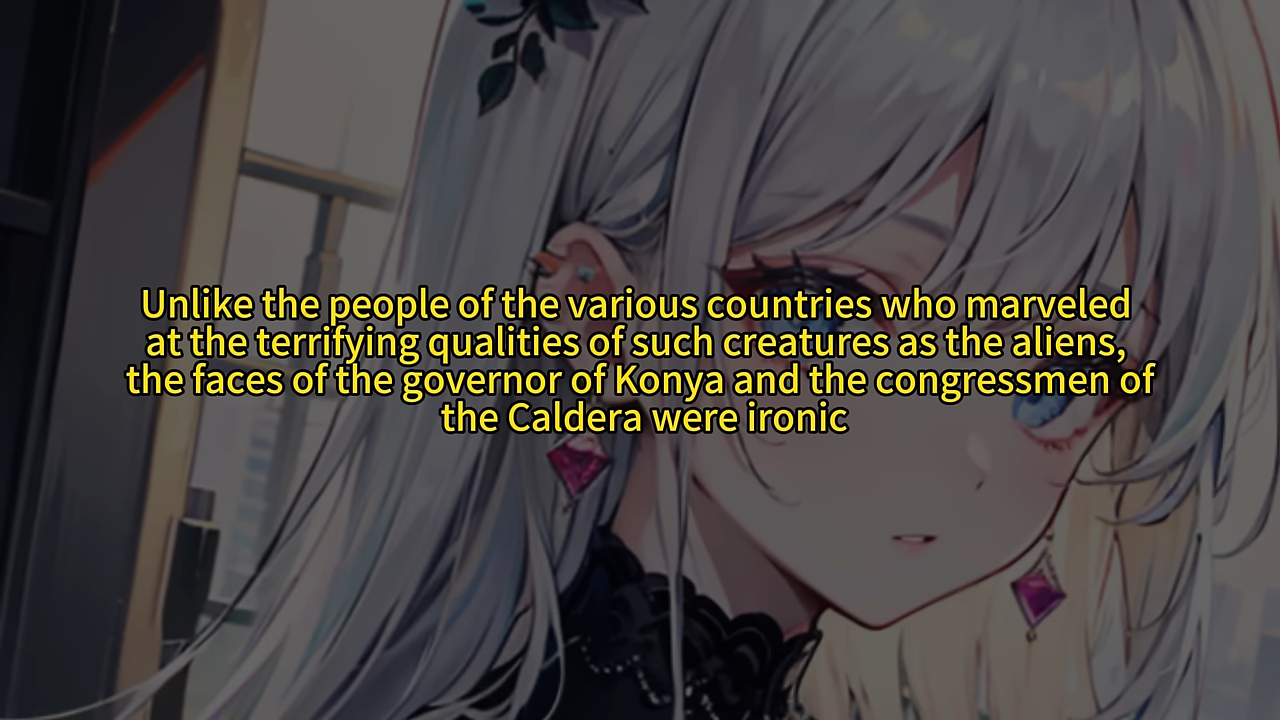 Unlike the people of the various countries who marveled
at the terrifying qualities of such creatures as the aliens,
the faces of the governor of Konya and the congressmen of
the Caldera were ironic